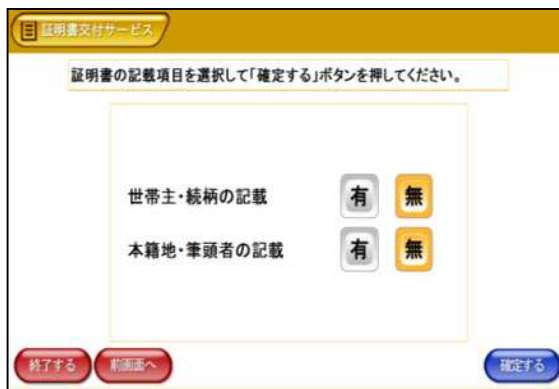 証明書交付サービス
証明書の記載項目を選択して「確定する」ボタンを押してください。
世帯主・続柄の記載 有 無
本籍地・筆頭者の記載 有 無
終了する 前画面へ 確定する